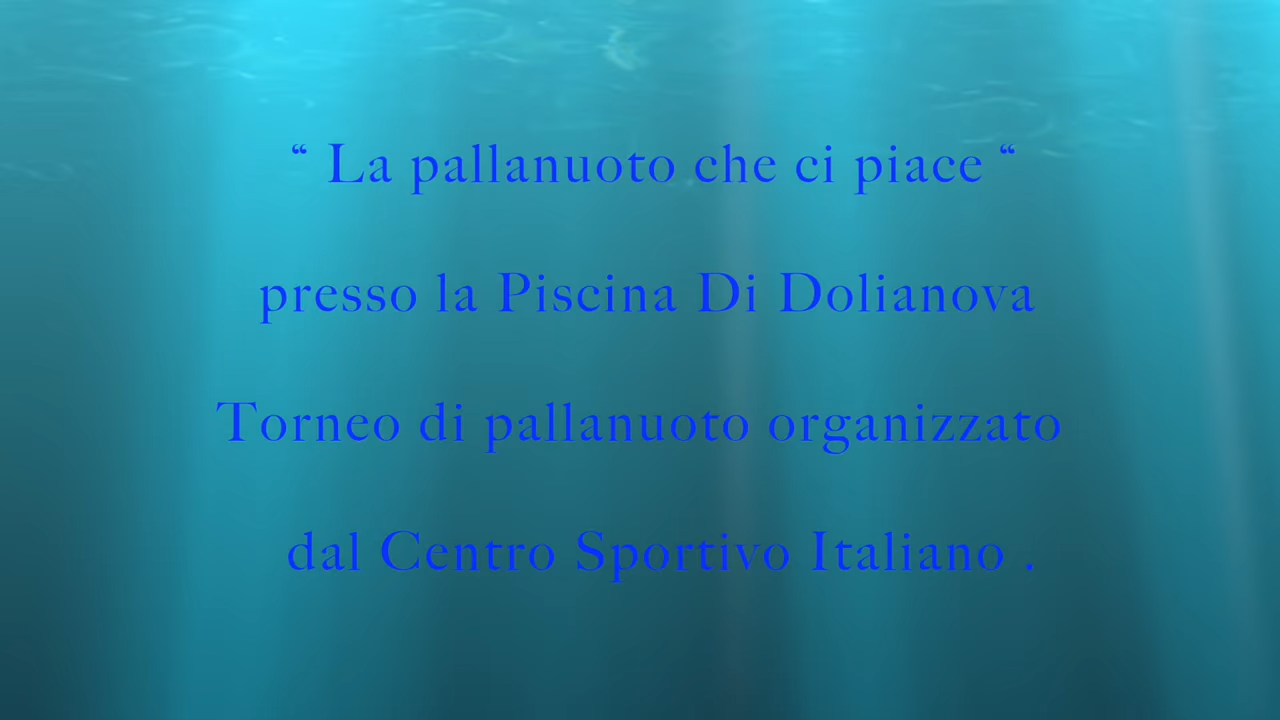 “ La pallanuoto che ci piace “
presso la Piscina Di Dolianova
Torneo di pallanuoto organizzato
dal Centro Sportivo Italiano .